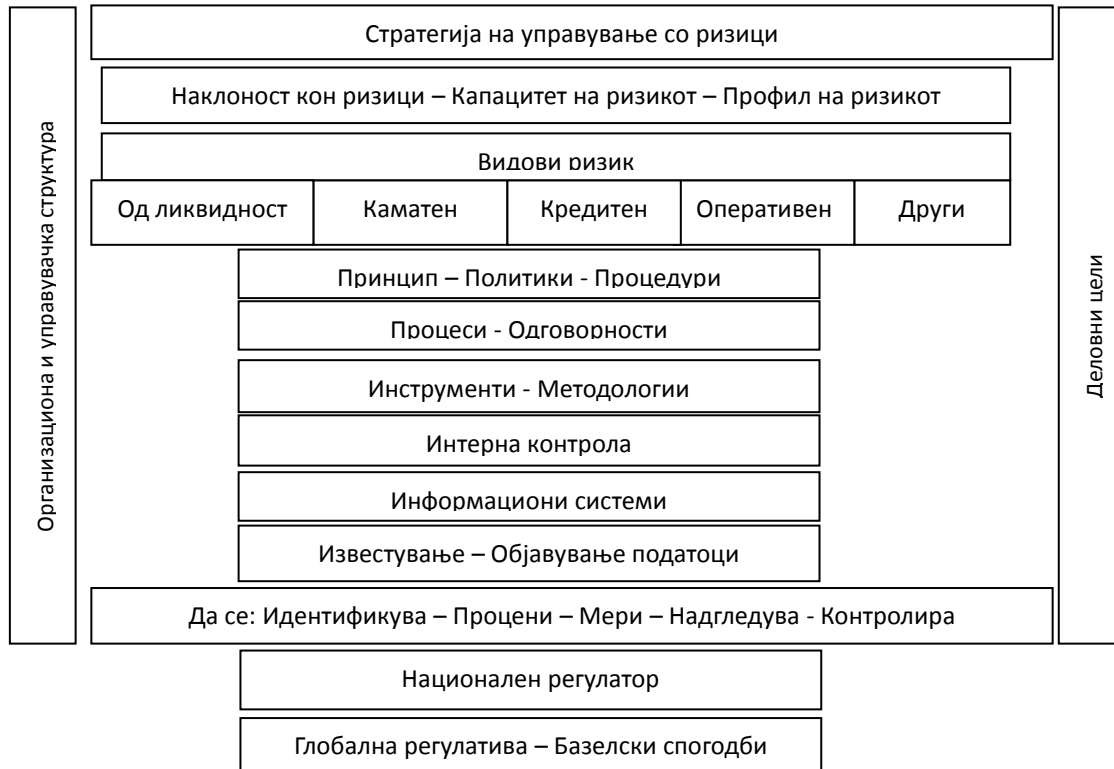 Организациона и управувачка структура
Стратегија на управување со ризици
Наклоност кон ризици – Капацитет на ризикот – Профил на ризикот
Видови ризик
Од ликвидност
Каматен
Кредитен
Оперативен
Други
Принцип – Политики - Процедури
Процеси - Одговорности
Инструменти - Методологии
Интерна контрола
Информациони системи
Известување – Објавување податоци
Да се: Идентификува – Процени – Мери – Надгледува - Контролира
Деловни цели
Национален регулатор
Глобална регулатива – Базелски спогодби